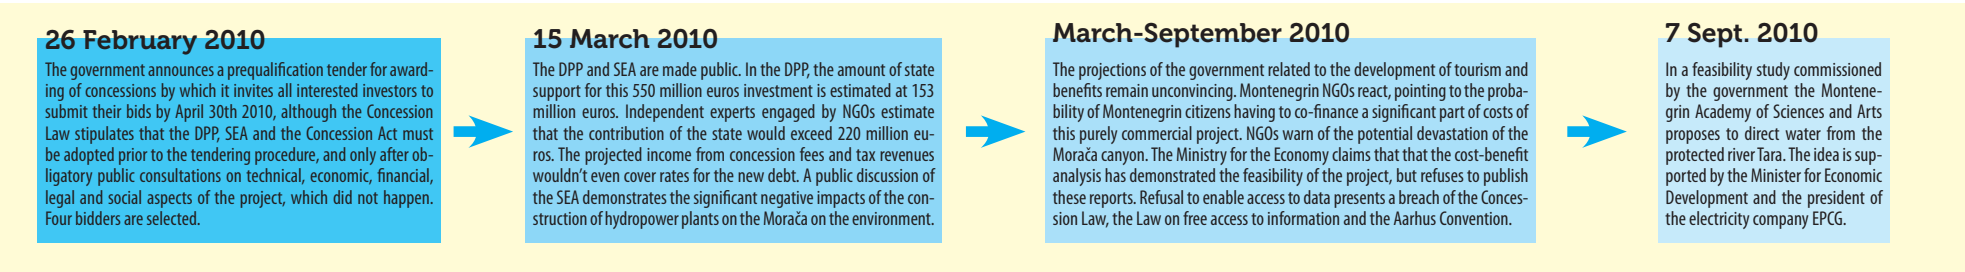 26 February 2010
The government announces a prequalification tender for award-
ing of concessions by which it invites all interested investors to
submit their bids by April 30th 2010, although the Concession
Law stipulates that the DPP, SEA and the Concession Act must
be adopted prior to the tendering procedure, and only after ob-
ligatory public consultations on technical, economic, financial,
legal and social aspects of the project, which did not happen.
Four bidders are selected.
15 March 2010
The DPP and SEA are made public. In the DPP, the amount of state
support for this 550 million euros investment is estimated at 153
million euros. Independent experts engaged by NGOs estimate
that the contribution of the state would exceed 220 million eu-
ros. The projected income from concession fees and tax revenues
wouldn't even cover rates for the new debt. A public discussion of
the SEA demonstrates the significant negative impacts of the con-
struction of hydropower plants on the Morača on the environment.
March-September 2010
The projections of the government related to the development of tourism and
benefits remain unconvincing. Montenegrin NGOs react, pointing to the proba-
bility of Montenegrin citizens having to co-finance a significant part of costs of
this purely commercial project. NGOs warn of the potential devastation of the
Morača canyon. The Ministry for the Economy claims that that the cost-benefit
analysis has demonstrated the feasibility of the project, but refuses to publish
these reports. Refusal to enable access to data presents a breach of the Conces-
sion Law, the Law on free access to information and the Aarhus Convention.
7 Sept. 2010
In a feasibility study commissioned
by the government the Montene-
grin Academy of Sciences and Arts
proposes to direct water from the
protected river Tara. The idea is sup-
ported by the Minister for Economic
Development and the president of
the electricity company EPCG.